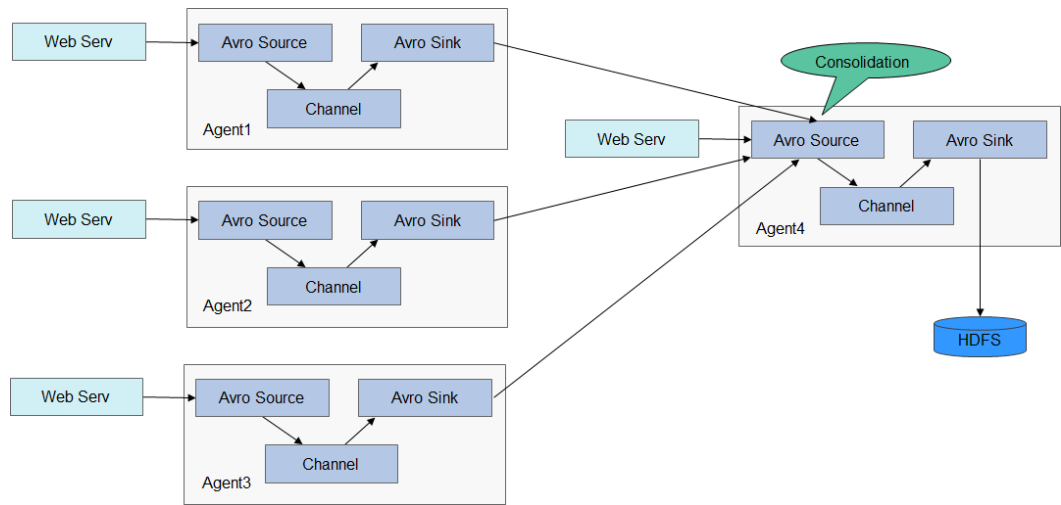 Web Serv
Avro Source
Avro Sink
Channel
Agent1
Consolidation
Web Serv
Avro Source
Avro Sink
Channel
Agent4
Web Serv
Avro Source
Avro Sink
Channel
Agent2
HDFS
Web Serv
Avro Source
Avro Sink
Channel
Agent3